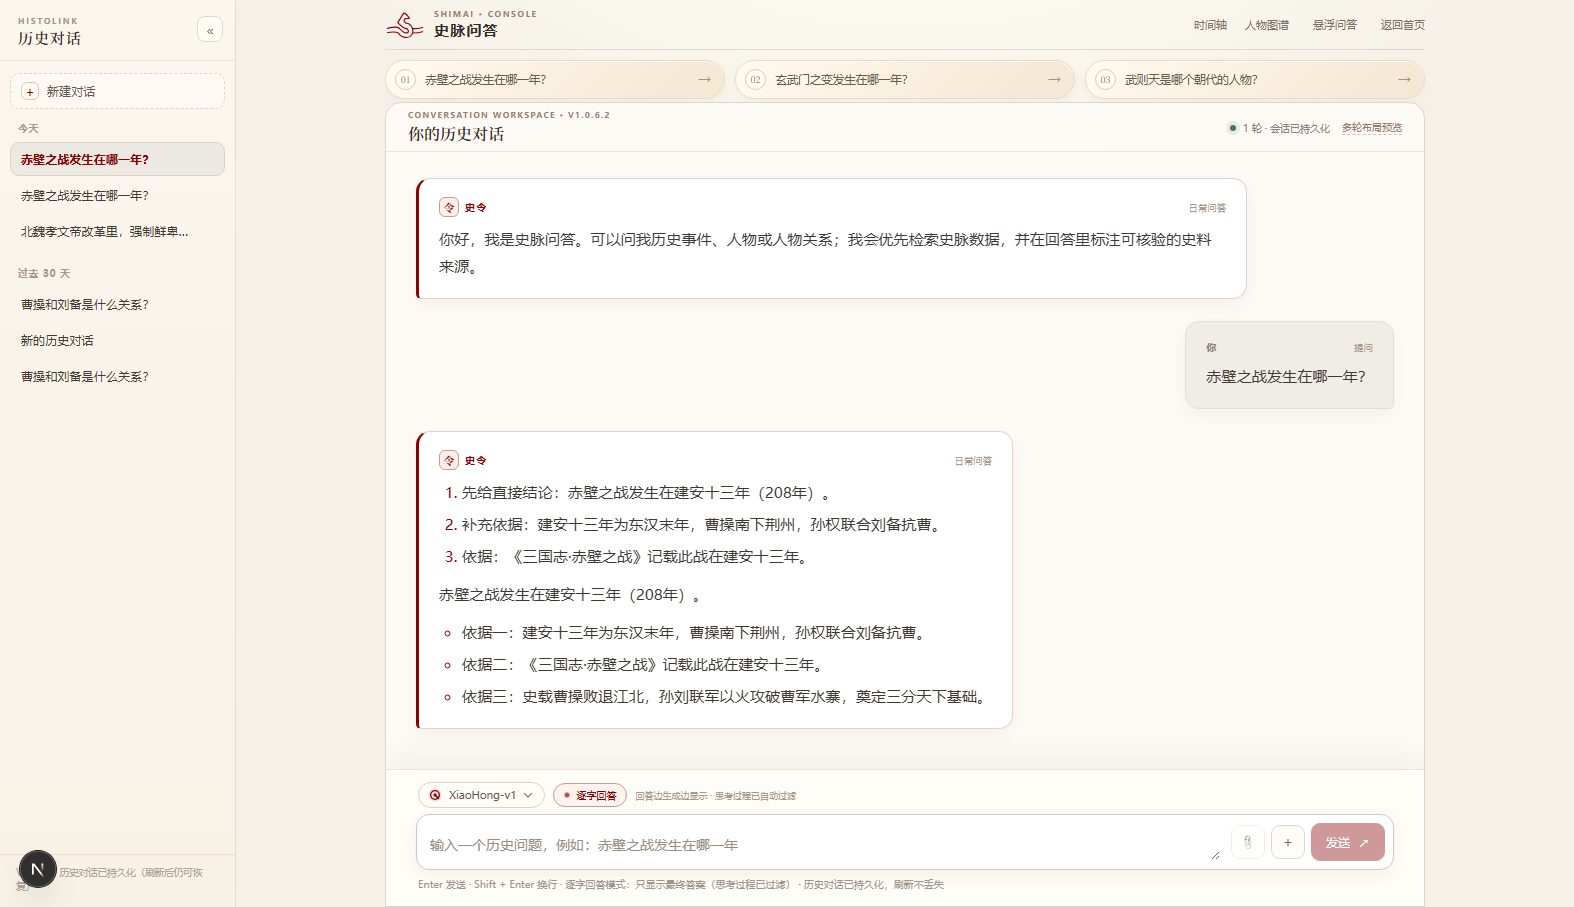 HISTOLINK
历史对话
«
+ 新建对话
今天
赤壁之战发生在哪一年?
赤壁之战发生在哪一年?
北魏孝文帝改革里，强制鲜卑...
过去 30 天
曹操和刘备是什么关系?
新的历史对话
曹操和刘备是什么关系?
N
历史对话已持久化（刷新后仍可恢
复）
SHIMAI • CONSOLE
史脉问答
时间轴 人物图谱 悬浮问答 返回首页
01 赤壁之战发生在哪一年? →
02 玄武门之变发生在哪一年? →
03 武则天是哪个朝代的人物? →
CONVERSATION WORKSPACE • V1.0.6.2
你的历史对话
1 轮 · 会话已持久化 多轮布局预览
令 史令 日常问答
你好，我是史脉问答。可以问我历史事件、人物或人物关系；我会优先检索史脉数据，并在回答里标注可核验的史料
来源。
你 提问
赤壁之战发生在哪一年?
令 史令 日常问答
1. 先给直接结论：赤壁之战发生在建安十三年（208年）。
2. 补充依据：建安十三年为东汉末年，曹操南下荆州，孙权联合刘备抗曹。
3. 依据：《三国志·赤壁之战》记载此战在建安十三年。
赤壁之战发生在建安十三年（208年）。
依据一：建安十三年为东汉末年，曹操南下荆州，孙权联合刘备抗曹。
依据二：《三国志·赤壁之战》记载此战在建安十三年。
依据三：史载曹操败退江北，孙刘联军以火攻破曹军水寨，奠定三分天下基础。
XiaoHong-v1 逐字回答 回答边生成边显示 · 思考过程已自动过滤
输入一个历史问题，例如：赤壁之战发生在哪一年
+ 发送 ↗
Enter 发送 · Shift + Enter 换行 · 逐字回答模式：只显示最终答案（思考过程已过滤） · 历史对话已持久化，刷新不丢失